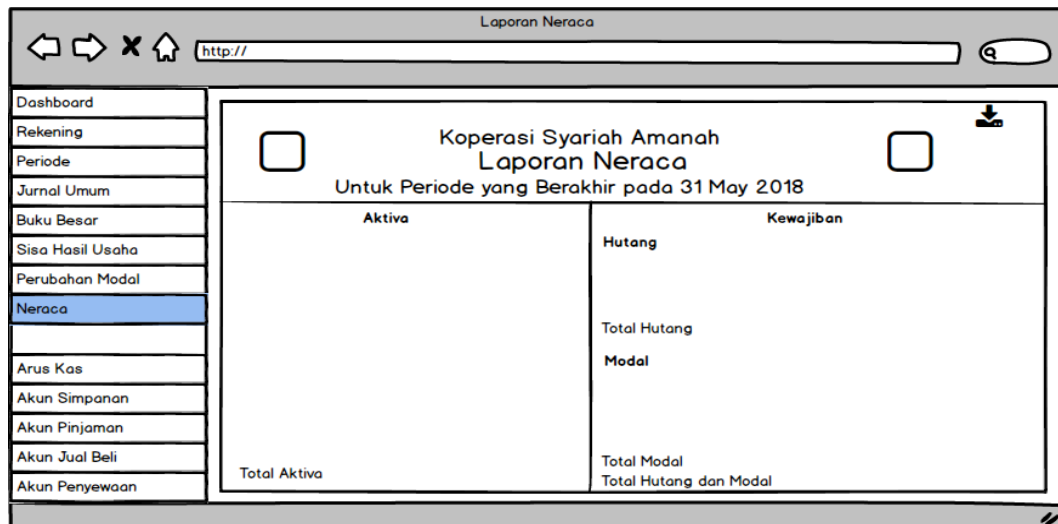 Laporan Neraca
http://
Dashboard
Rekening
Periode
Jurnal Umum
Buku Besar
Sisa Hasil Usaha
Perubahan Modal
Neraca
Arus Kas
Akun Simpanan
Akun Pinjaman
Akun Jual Beli
Akun Penyewaan
Koperasi Syariah Amanah
Laporan Neraca
Untuk Periode yang Berakhir pada 31 May 2018
Aktiva
Total Aktiva
Kewajiban
Hutang
Total Hutang
Modal
Total Modal
Total Hutang dan Modal